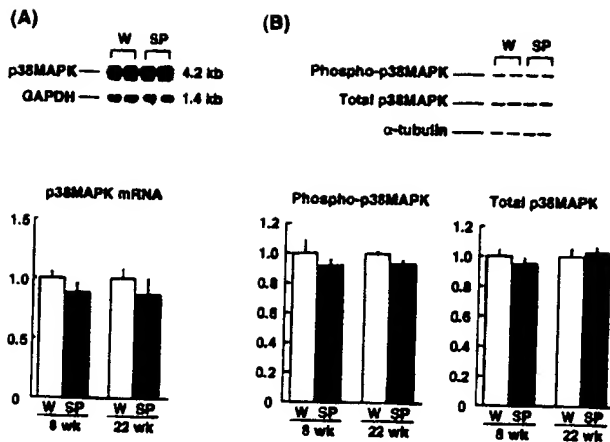 (A)
W SP
p38MAPK 4.2 kb
GAPDH 1.4 kb
p38MAPK mRNA
1.5
1.0
0.5
0
W SP W SP
8 wk 22 wk
(B)
W SP
Phospho-p38MAPK
Total p38MAPK
α-tubulin
Phospho-p38MAPK
1.2
1.0
0.8
0.6
0.4
0.2
0
W SP W SP
8 wk 22 wk
Total p38MAPK
1.2
1.0
0.8
0.6
0.4
0.2
0
W SP W SP
8 wk 22 wk